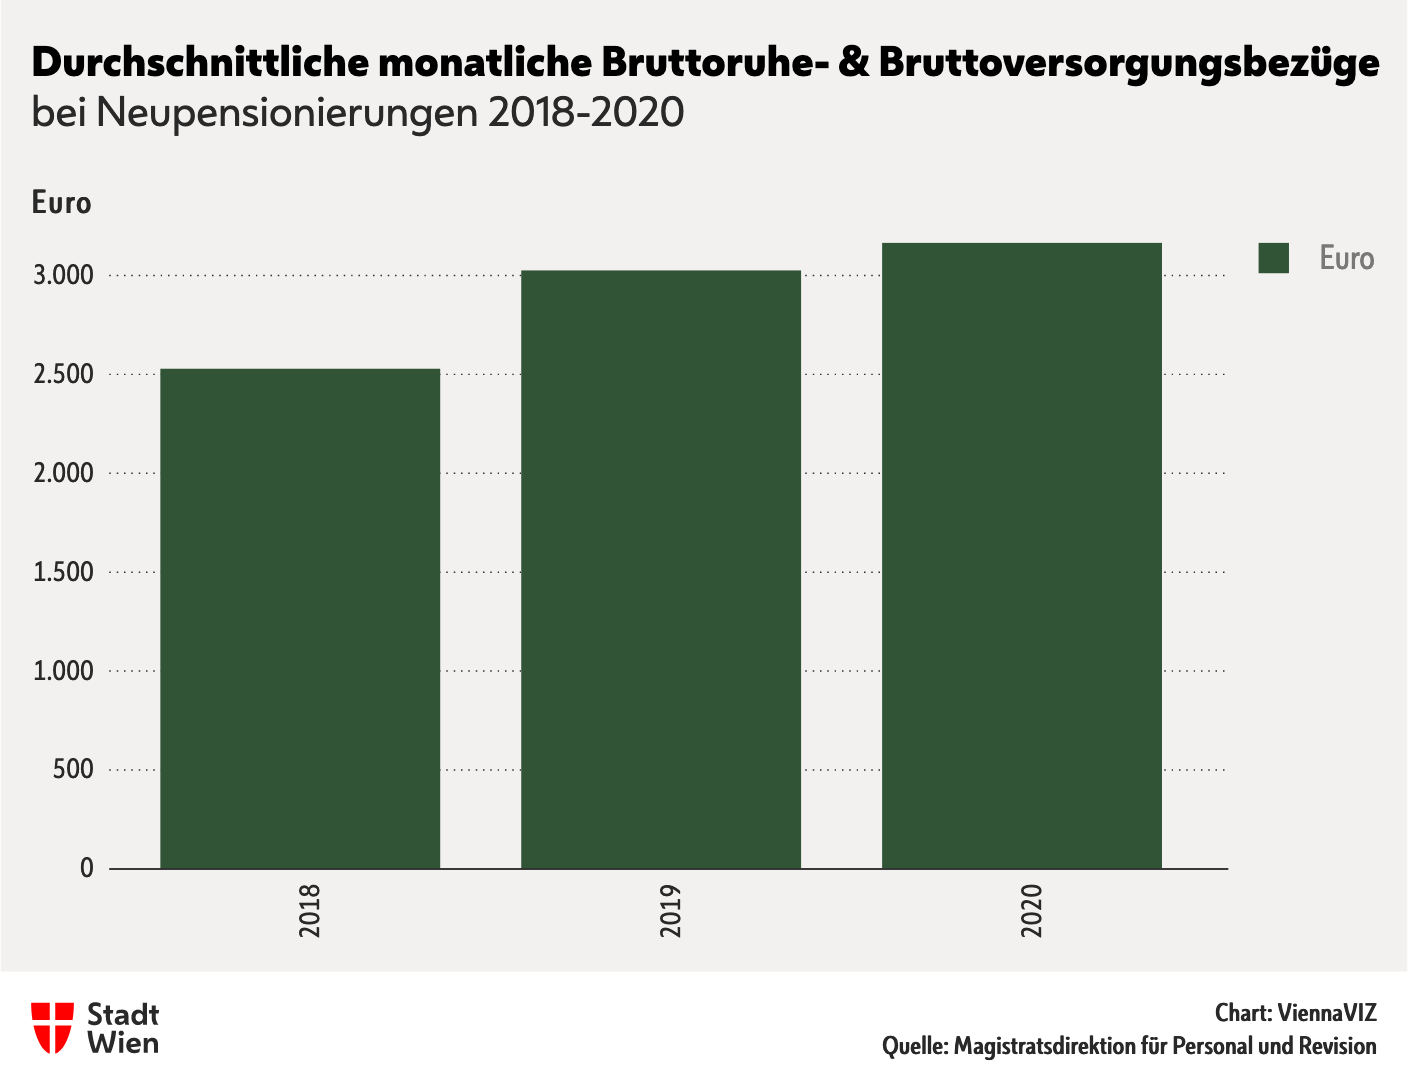 Durchschnittliche monatliche Bruttoruhe- & Bruttoversorgungsbezüge
bei Neupensionierungen 2018-2020
Euro
3.000
2.500
2.000
1.500
1.000
500
0
2018
2019
2020
Euro
Stadt
Wien
Chart: ViennaVIZ
Quelle: Magistratsdirektion für Personal und Revision